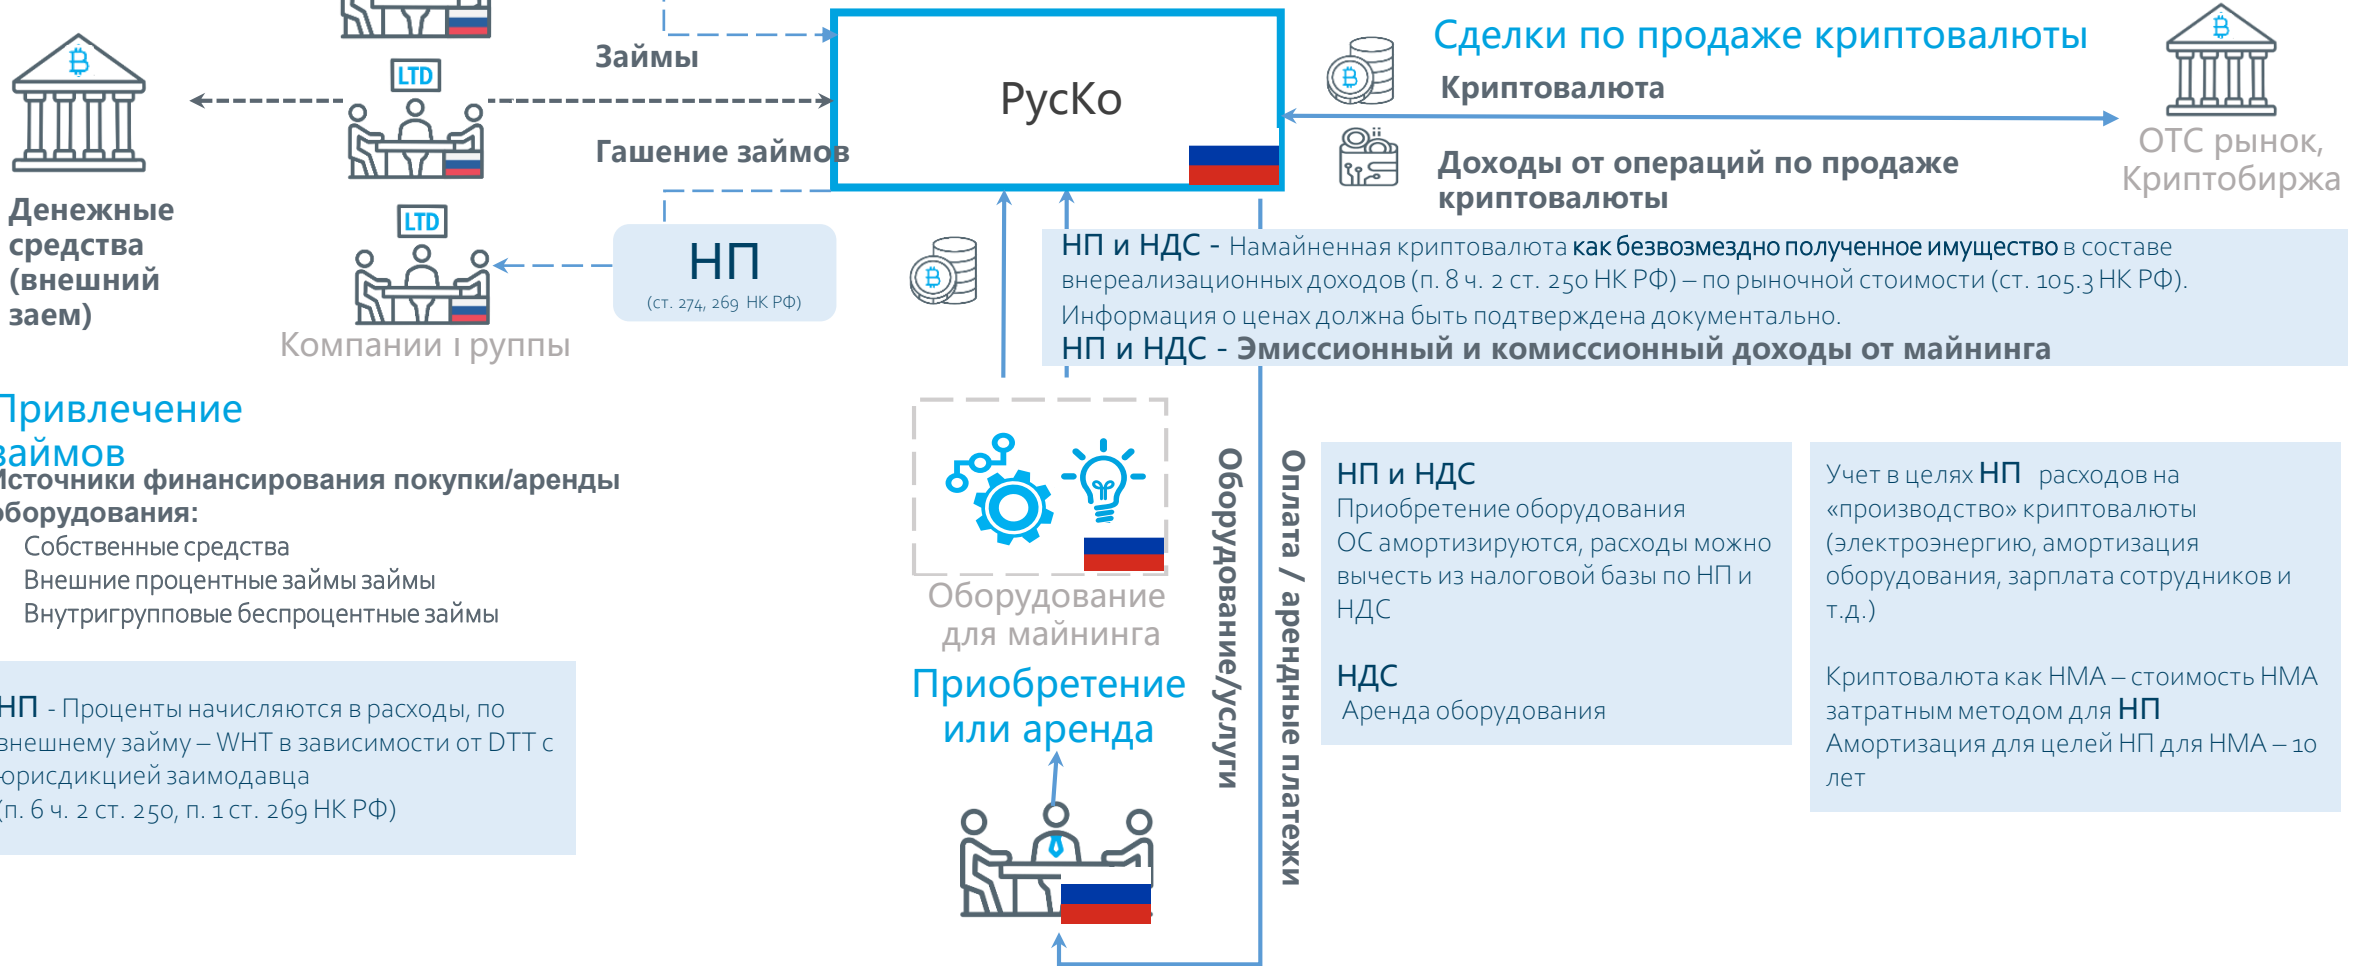 LTD
Займы
Гашение займов
LTD
Компании Группы
Денежные
средства
(внешний
заем)
РусКо
НП
(ст. 274, 269 НК РФ)
Сделки по продаже криптовалюты
Криптовалюта
Доходы от операций по продаже
криптовалюты
ОТС рынок,
Криптобиржа
НП и НДС - Намайненная криптовалюта как безвозмездно полученное имущество в составе
внереализационных доходов (п. 8 ч. 2 ст. 250 НК РФ) – по рыночной стоимости (ст. 105.3 НК РФ).
Информация о ценах должна быть подтверждена документально.
НП и НДС - Эмиссионный и комиссионный доходы от майнинга
Привлечение
займов
Источники финансирования покупки/аренды
оборудования:
Собственные средства
Внешние процентные займы займы
Внутригрупповые беспроцентные займы
НП - Проценты начисляются в расходы, по
внешнему займу – WHT в зависимости от DTT с
юрисдикцией заимодавца
(п. 6 ч. 2 ст. 250, п. 1 ст. 269 НК РФ)
Оборудование
для майнинга
Приобретение
или аренда
Оборудование/услуги
Оплата / арендные платежи
НП и НДС
Приобретение оборудования
ОС амортизируются, расходы можно
вычесть из налоговой базы по НП и
НДС
НДС
Аренда оборудования
Учет в целях НП расходов на
«производство» криптовалюты
(электроэнергию, амортизация
оборудования, зарплата сотрудников и
т.д.)
Криптовалюта как НМА – стоимость НМА
затратным методом для НП
Амортизация для целей НП для НМА – 10
лет